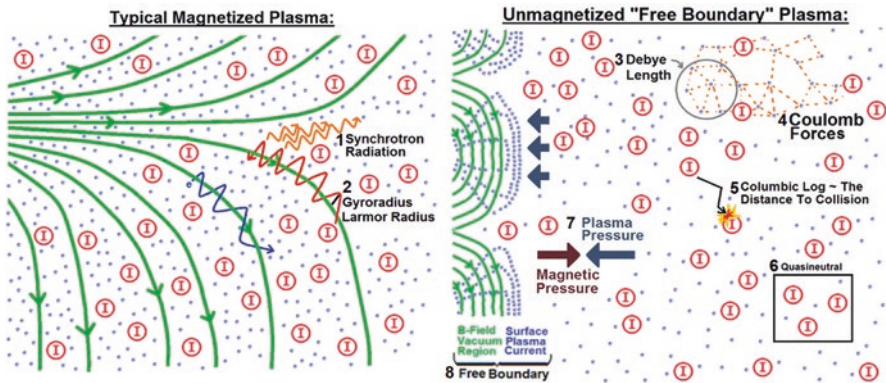 Typical Magnetized Plasma:
1 Synchrotron
Radiation
2
Gyroradius
Larmor Radius
Unmagnetized "Free Boundary" Plasma:
3 Debye
Length
4 Coulomb
Forces
5 Columbic Log ~ The
Distance To Collision
6 Quasineutral
7 Plasma
Pressure
Magnetic
Pressure
B-Field
Vacuum
Region
Surface
Plasma
Current
8 Free Boundary